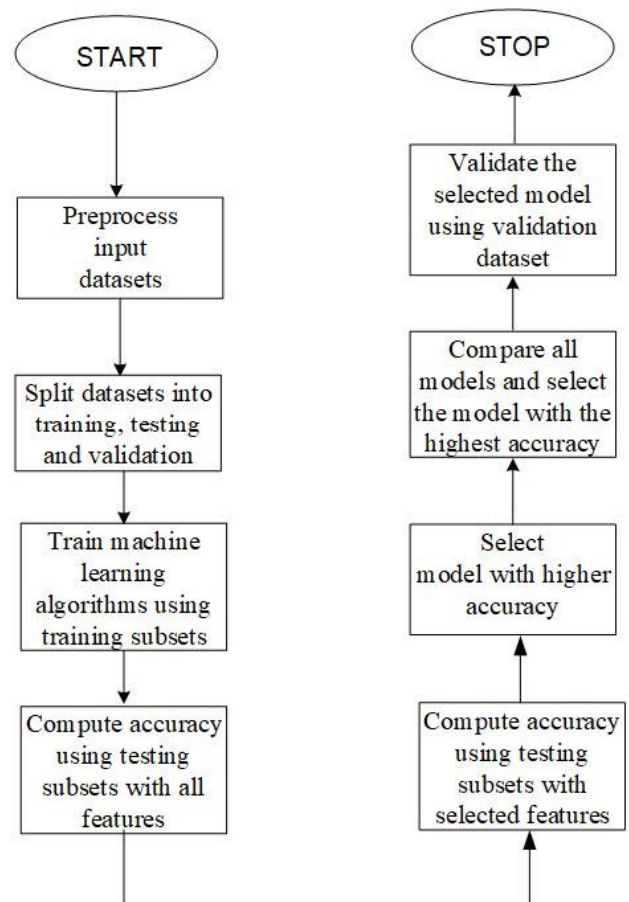 START
Preprocess
input
datasets
Split datasets into
training, testing
and validation
Train machine
learning
algorithms using
training subsets
Compute accuracy
using testing
subsets with all
features
Compute accuracy
using testing
subsets with
selected features
Select
model with higher
accuracy
Compare all
models and select
the model with the
highest accuracy
Validate the
selected model
using validation
dataset
STOP